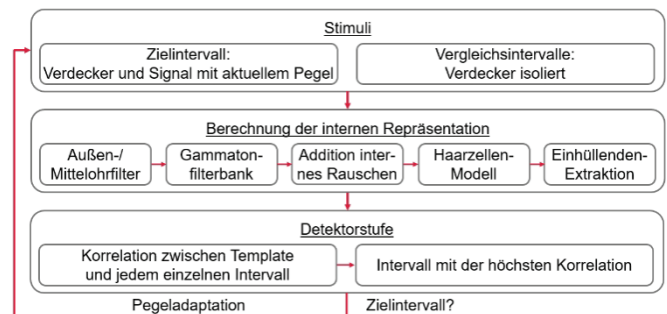 Stimuli
Zielintervall:
Verdecker und Signal mit aktuellem Pegel
Vergleichsintervalle:
Verdecker isoliert
Berechnung der internen Repräsentation
Außen-/
Mittelohrfilter
Gammaton-
filterbank
Addition inter-
nes Rauschen
Haarzellen-
Modell
Einhüllenden-
Extraktion
Detektorstufe
Korrelation zwischen Template
und jedem einzelnen Intervall
Intervall mit der höchsten Korrelation
Pegeladaptation
Zielintervall?